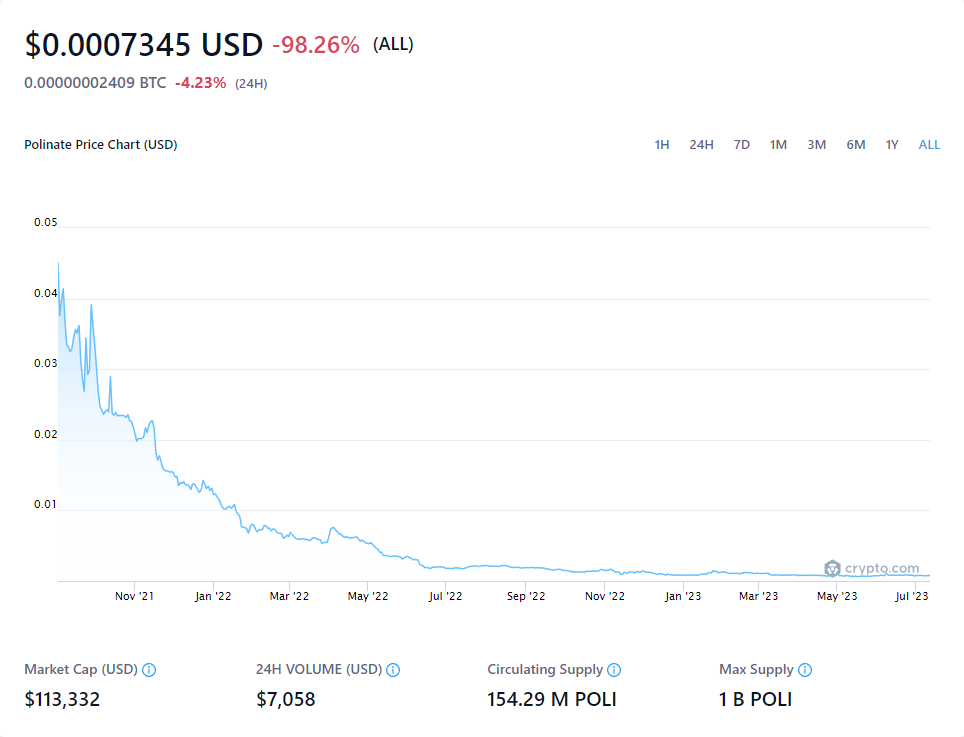 $0.0007345 USD -98.26% (ALL)
0.00000002409 BTC -4.23% (24H)
Polinate Price Chart (USD) 1H 24H 7D 1M 3M 6M 1Y ALL
0.05
0.04
0.03
0.02
0.01
crypto.com
Nov '21 Jan '22 Mar '22 May '22 Jul '22 Sep '22 Nov '22 Jan '23 Mar '23 May '23 Jul '23
Market Cap (USD) 24H VOLUME (USD) Circulating Supply Max Supply
$113,332 $7,058 154.29 M POLI 1 B POLI